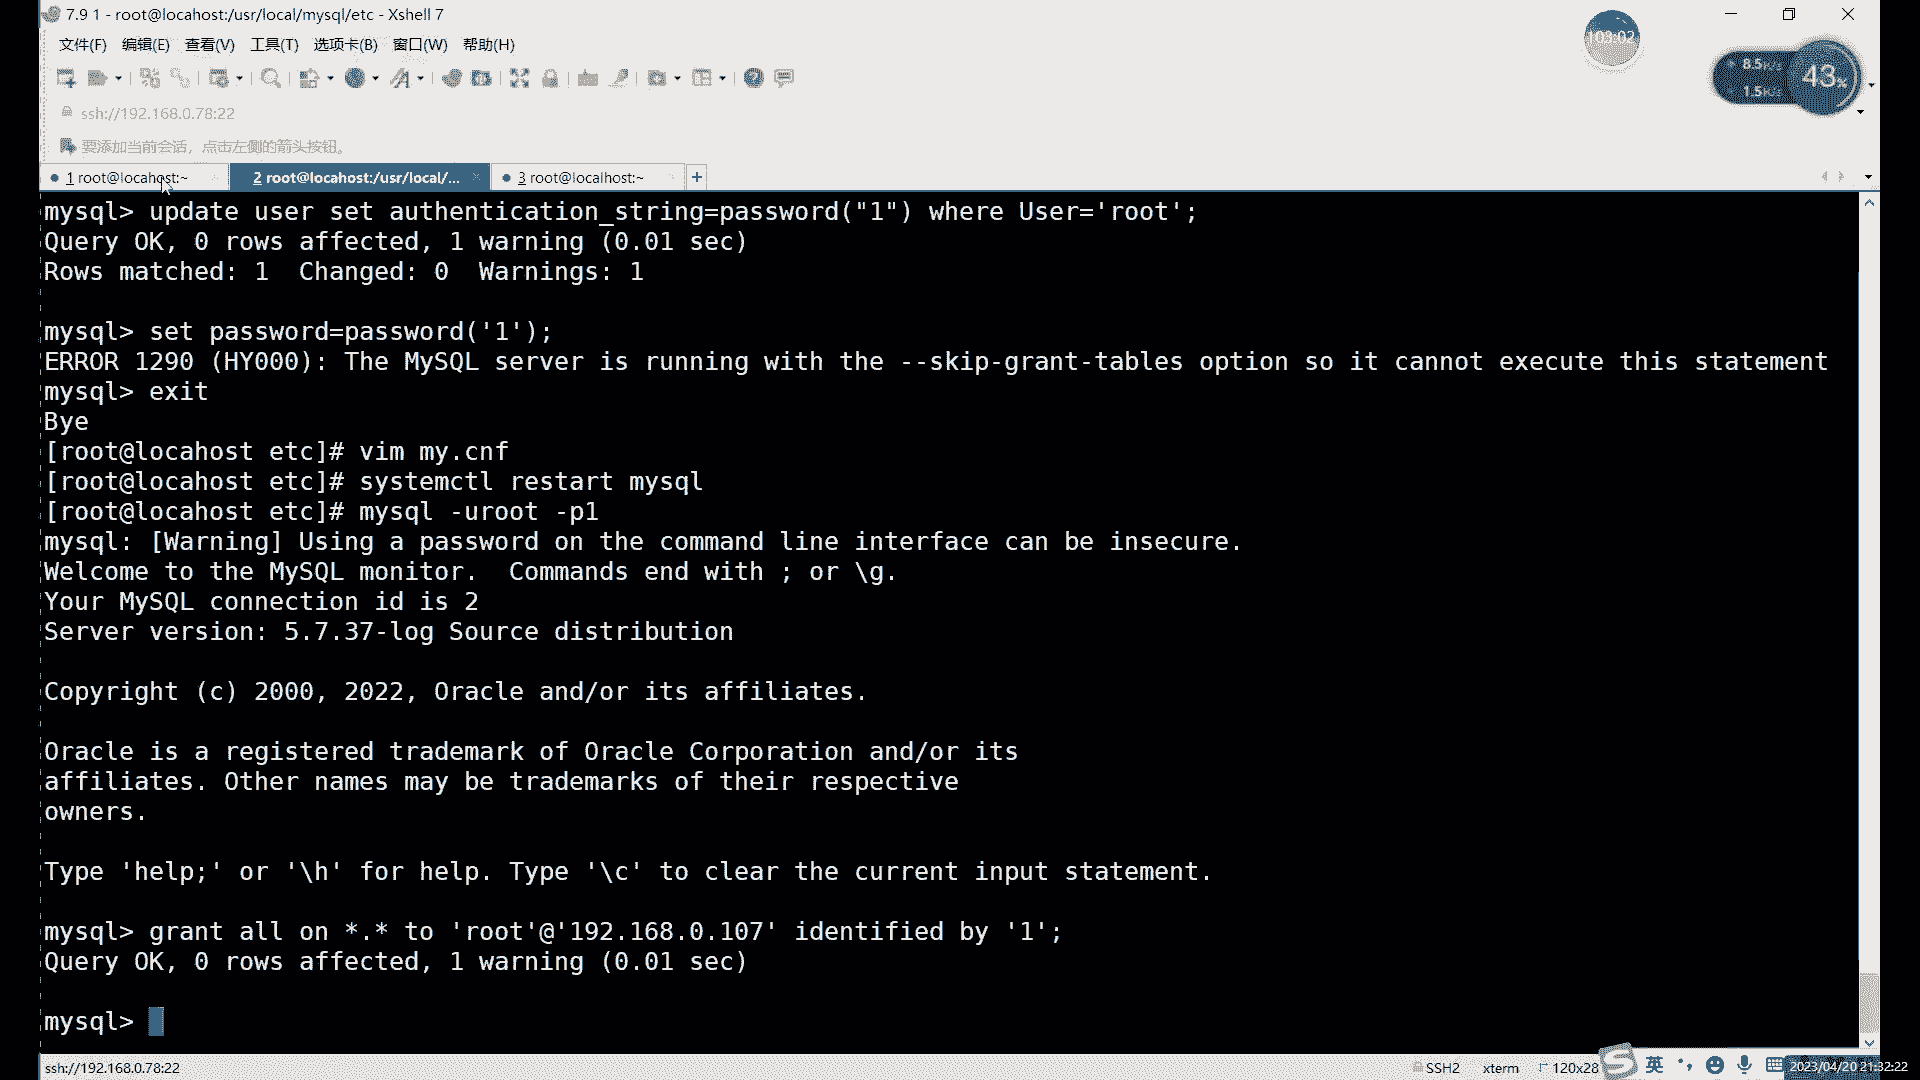 7.9 1 - root@locahost:/usr/local/mysql/etc - Xshell 7
103:02
文件(F) 编辑(E) 查看(V) 工具(T) 选项卡(B) 窗口(W) 帮助(H)
8.5K/s
1.5K/s
43%
ssh://192.168.0.78:22
要添加当前会话，点击左侧的箭头按钮。
1 root@locahost:~ 2 root@locahost:/usr/local/... × 3 root@localhost:~ +
mysql> update user set authentication_string=password("1") where User='root';
Query OK, 0 rows affected, 1 warning (0.01 sec)
Rows matched: 1  Changed: 0  Warnings: 1
mysql> set password=password('1');
ERROR 1290 (HY000): The MySQL server is running with the --skip-grant-tables option so it cannot execute this statement
mysql> exit
Bye
[root@locahost etc]# vim my.cnf
[root@locahost etc]# systemctl restart mysql
[root@locahost etc]# mysql -uroot -p1
mysql: [Warning] Using a password on the command line interface can be insecure.
Welcome to the MySQL monitor.  Commands end with ; or \g.
Your MySQL connection id is 2
Server version: 5.7.37-log Source distribution
Copyright (c) 2000, 2022, Oracle and/or its affiliates.
Oracle is a registered trademark of Oracle Corporation and/or its
affiliates. Other names may be trademarks of their respective
owners.
Type 'help;' or '\h' for help. Type '\c' to clear the current input statement.
mysql> grant all on *.* to 'root'@'192.168.0.107' identified by '1';
Query OK, 0 rows affected, 1 warning (0.01 sec)
mysql>
ssh://192.168.0.78:22 SSH2 xterm 120x28 英 2023/04/20 21:32:22